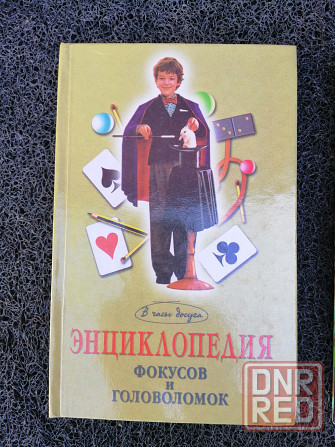 В часы досуга
ЭНЦИКЛОПЕДИЯ
ФОКУСОВ
и
ГОЛОВОЛОМОК
DNR
RED